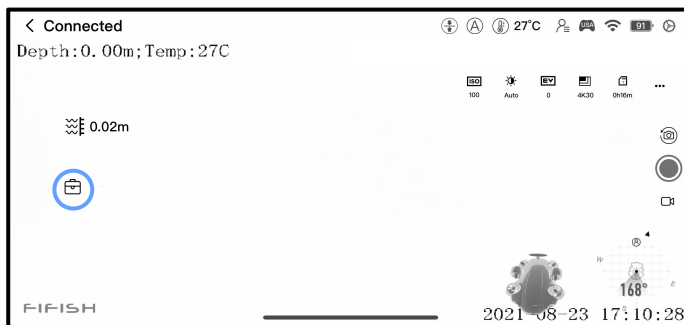 Connected
A 27°C USA 91
Depth:0.00m;Temp:27C
ISO EV
100 Auto 0 4K30 0h16m
0.02m
A
W
E
168°
S
FIFISH
2021-08-23 17:10:28